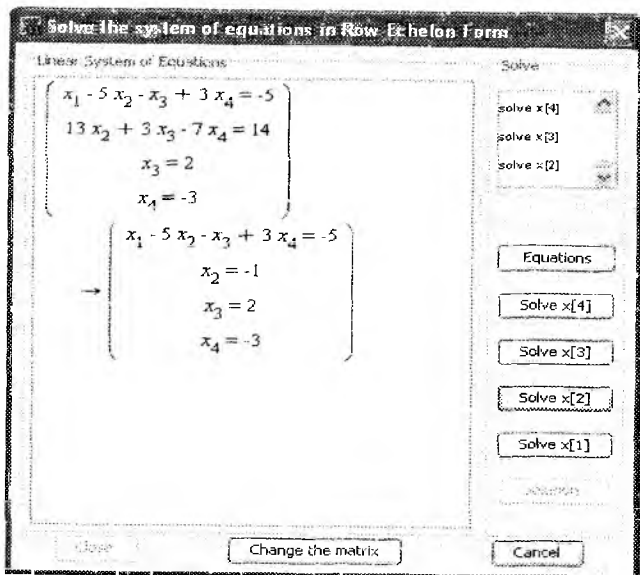 Solve the system of equations in Row Echelon Form
Linear System of Equations
x₁ - 5 x₂ - x₃ + 3 x₄ = -5
13 x₂ + 3 x₃ - 7 x₄ = 14
x₃ = 2
x₄ = -3
→
x₁ - 5 x₂ - x₃ + 3 x₄ = -5
x₂ = -1
x₃ = 2
x₄ = -3
Solve
solve x[4]
solve x[3]
solve x[2]
Equations
Solve x[4]
Solve x[3]
Solve x[2]
Solve x[1]
Solution
Close
Change the matrix
Cancel